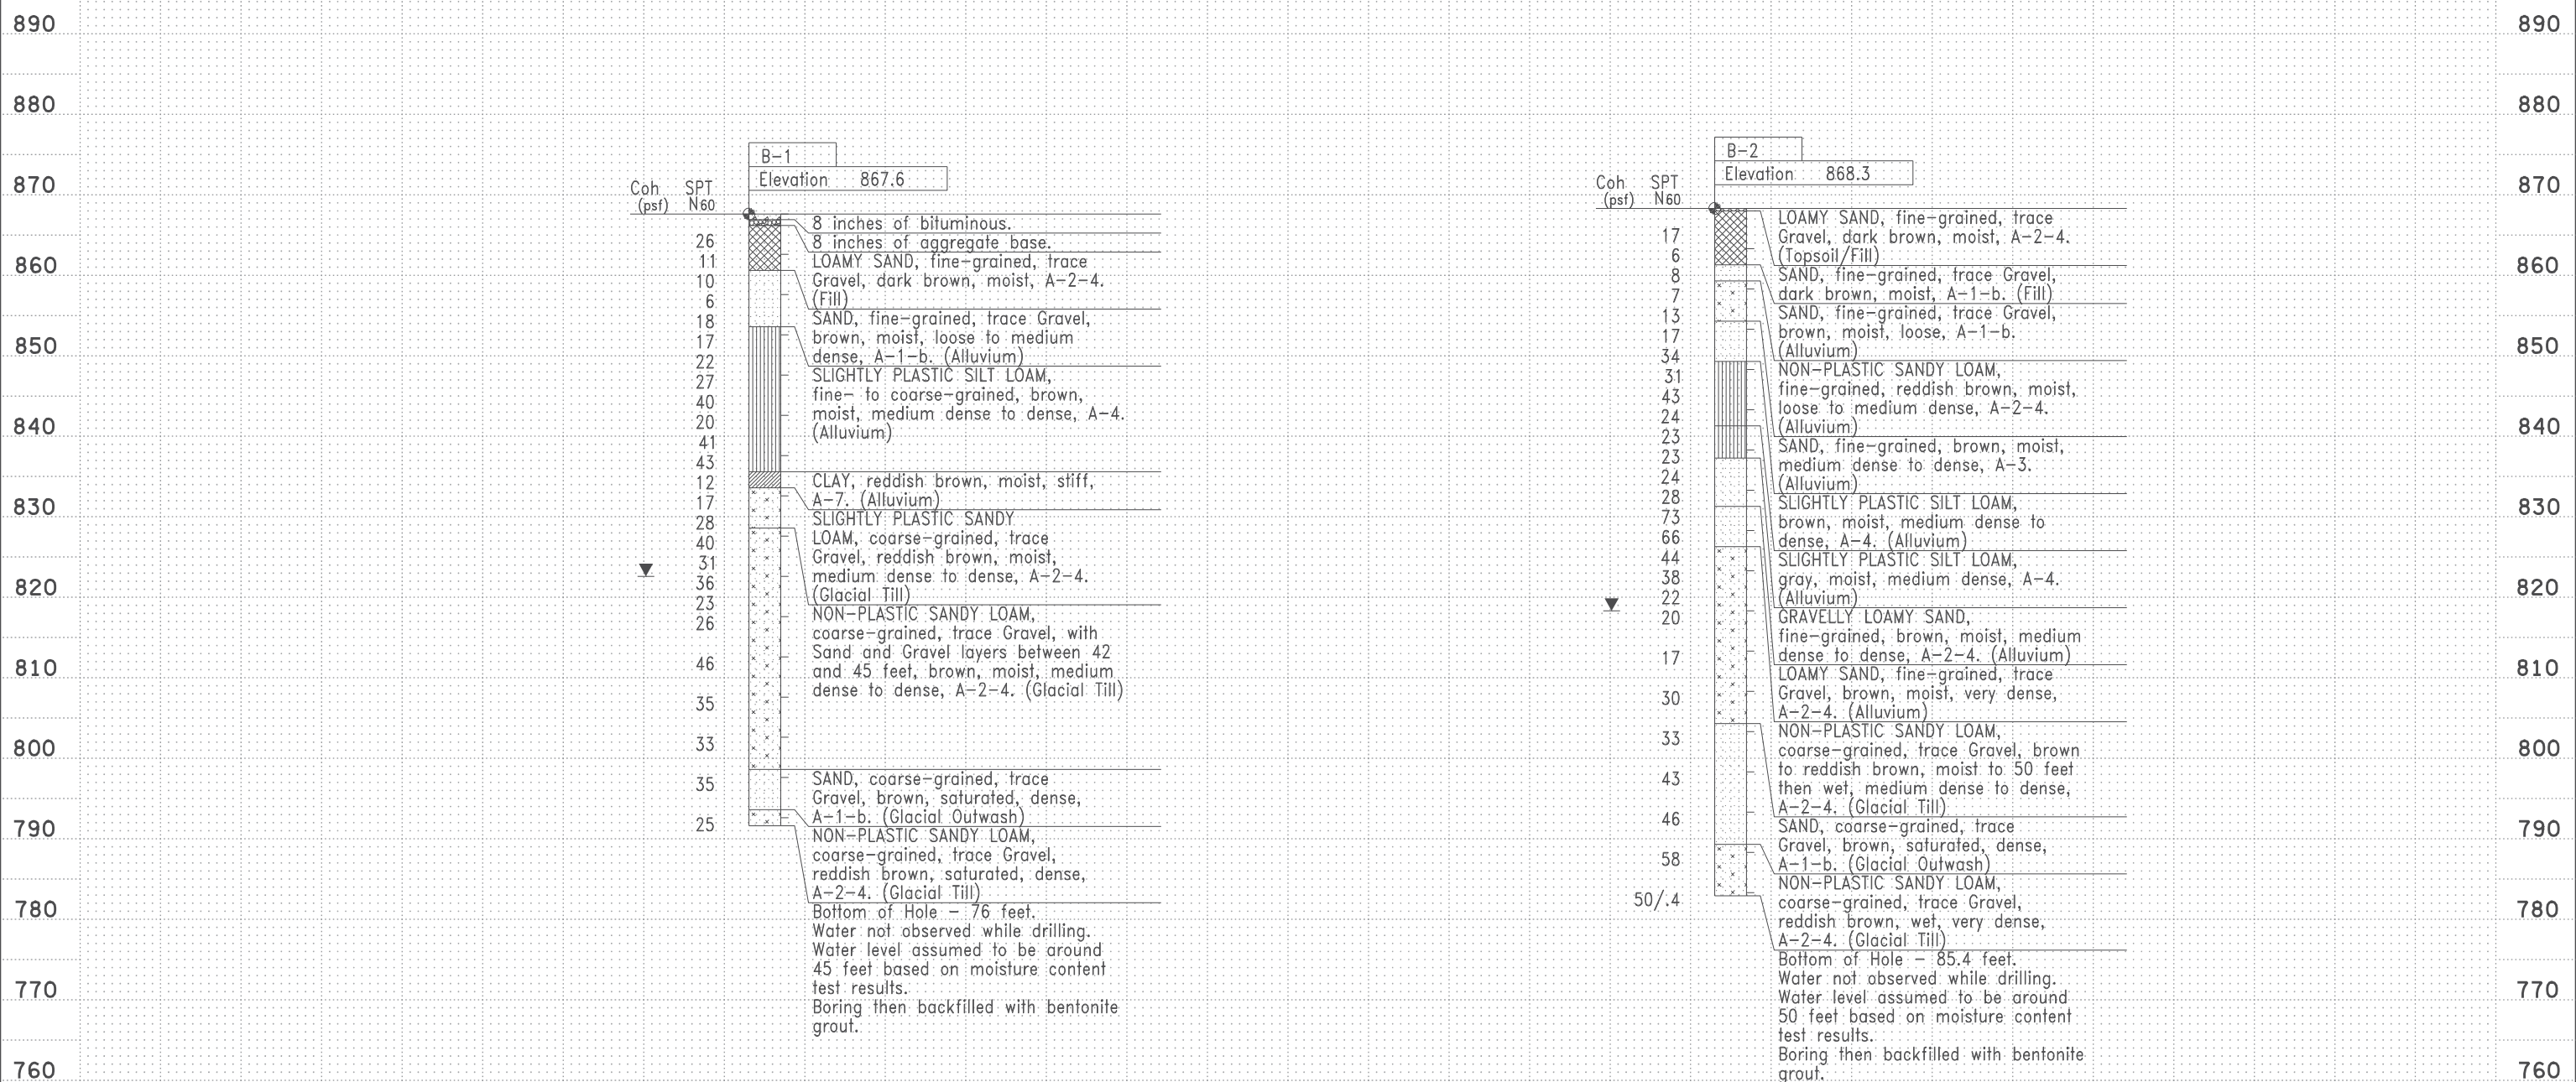 890
880
870
860
850
840
830
820
810
800
790
780
770
760
B-1
Elevation 867.6
Coh SPT
(psf) N60
26
11
10
6
18
17
22
27
40
20
41
43
12
17
28
40
31
36
23
26
46
35
33
35
25
8 inches of bituminous.
8 inches of aggregate base.
LOAMY SAND, fine-grained, trace
Gravel, dark brown, moist, A-2-4.
(Fill)
SAND, fine-grained, trace Gravel,
brown, moist, loose to medium
dense, A-1-b. (Alluvium)
SLIGHTLY PLASTIC SILT LOAM,
fine- to coarse-grained, brown,
moist, medium dense to dense, A-4.
(Alluvium)
CLAY, reddish brown, moist, stiff,
A-7. (Alluvium)
SLIGHTLY PLASTIC SANDY
LOAM, coarse-grained, trace
Gravel, reddish brown, moist,
medium dense to dense, A-2-4.
(Glacial Till)
NON-PLASTIC SANDY LOAM,
coarse-grained, trace Gravel, with
Sand and Gravel layers between 42
and 45 feet, brown, moist, medium
dense to dense, A-2-4. (Glacial Till)
SAND, coarse-grained, trace
Gravel, brown, saturated, dense,
A-1-b. (Glacial Outwash)
NON-PLASTIC SANDY LOAM,
coarse-grained, trace Gravel,
reddish brown, saturated, dense,
A-2-4. (Glacial Till)
Bottom of Hole - 76 feet.
Water not observed while drilling.
Water level assumed to be around
45 feet based on moisture content
test results.
Boring then backfilled with bentonite
grout.
B-2
Elevation 868.3
Coh SPT
(psf) N60
17
6
8
7
13
17
34
31
43
24
23
23
24
28
73
66
44
38
22
20
17
30
33
43
46
58
50/.4
LOAMY SAND, fine-grained, trace
Gravel, dark brown, moist, A-2-4.
(Topsoil/Fill)
SAND, fine-grained, trace Gravel,
dark brown, moist, A-1-b. (Fill)
SAND, fine-grained, trace Gravel,
brown, moist, loose, A-1-b.
(Alluvium)
NON-PLASTIC SANDY LOAM,
fine-grained, reddish brown, moist,
loose to medium dense, A-2-4.
(Alluvium)
SAND, fine-grained, brown, moist,
medium dense to dense, A-3.
(Alluvium)
SLIGHTLY PLASTIC SILT LOAM,
brown, moist, medium dense to
dense, A-4. (Alluvium)
SLIGHTLY PLASTIC SILT LOAM,
gray, moist, medium dense, A-4.
(Alluvium)
GRAVELLY LOAMY SAND,
fine-grained, brown, moist, medium
dense to dense, A-2-4. (Alluvium)
LOAMY SAND, fine-grained, trace
Gravel, brown, moist, very dense,
A-2-4. (Alluvium)
NON-PLASTIC SANDY LOAM,
coarse-grained, trace Gravel, brown
to reddish brown, moist to 50 feet
then wet, medium dense to dense,
A-2-4. (Glacial Till)
SAND, coarse-grained, trace
Gravel, brown, saturated, dense,
A-1-b. (Glacial Outwash)
NON-PLASTIC SANDY LOAM,
coarse-grained, trace Gravel,
reddish brown, wet, very dense,
A-2-4. (Glacial Till)
Bottom of Hole - 85.4 feet.
Water not observed while drilling.
Water level assumed to be around
50 feet based on moisture content
test results.
Boring then backfilled with bentonite
grout.
890
880
870
860
850
840
830
820
810
800
790
780
770
760